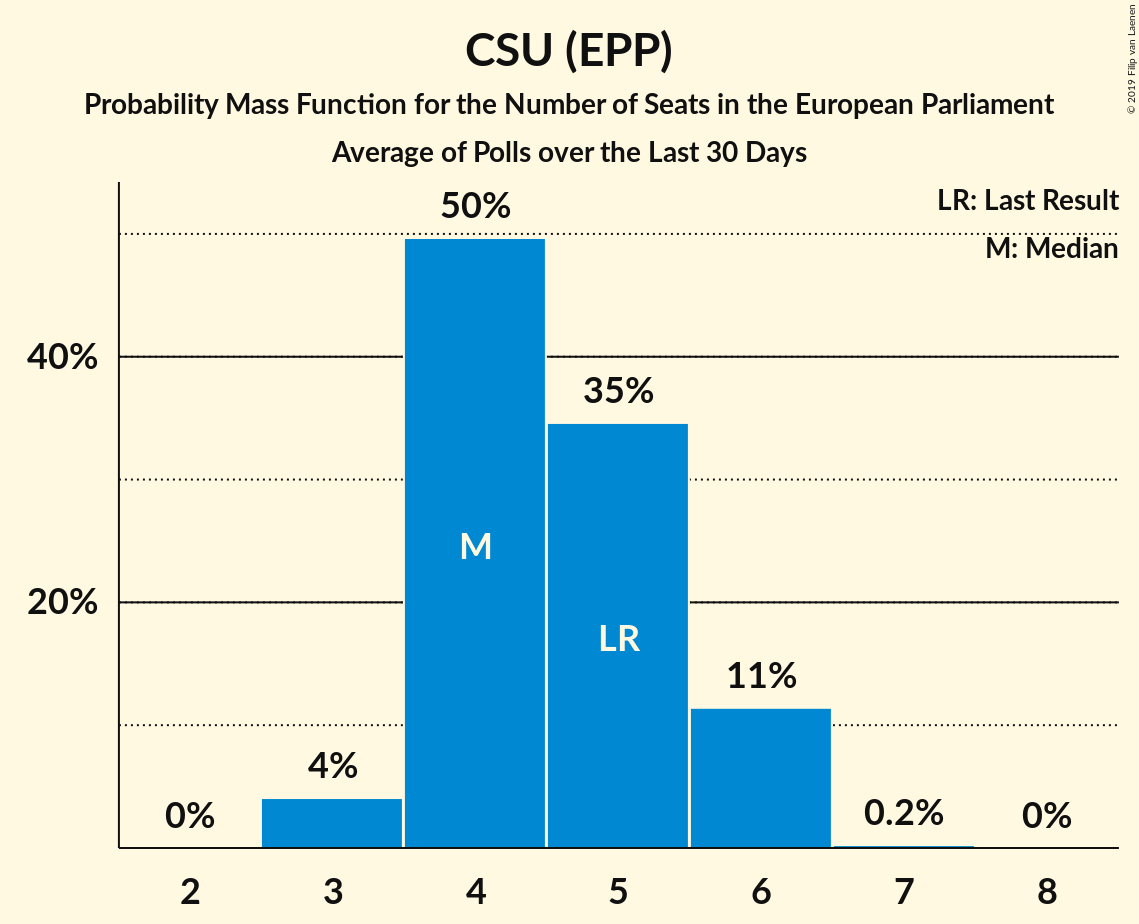 CSU (EPP)
Probability Mass Function for the Number of Seats in the European Parliament
Average of Polls over the Last 30 Days
© 2019 Filip van Laenen
LR: Last Result
M: Median
50%
40%
35%
M
20%
LR
11%
4%
0%
0.2%
0%
2 3 4 5 6 7 8